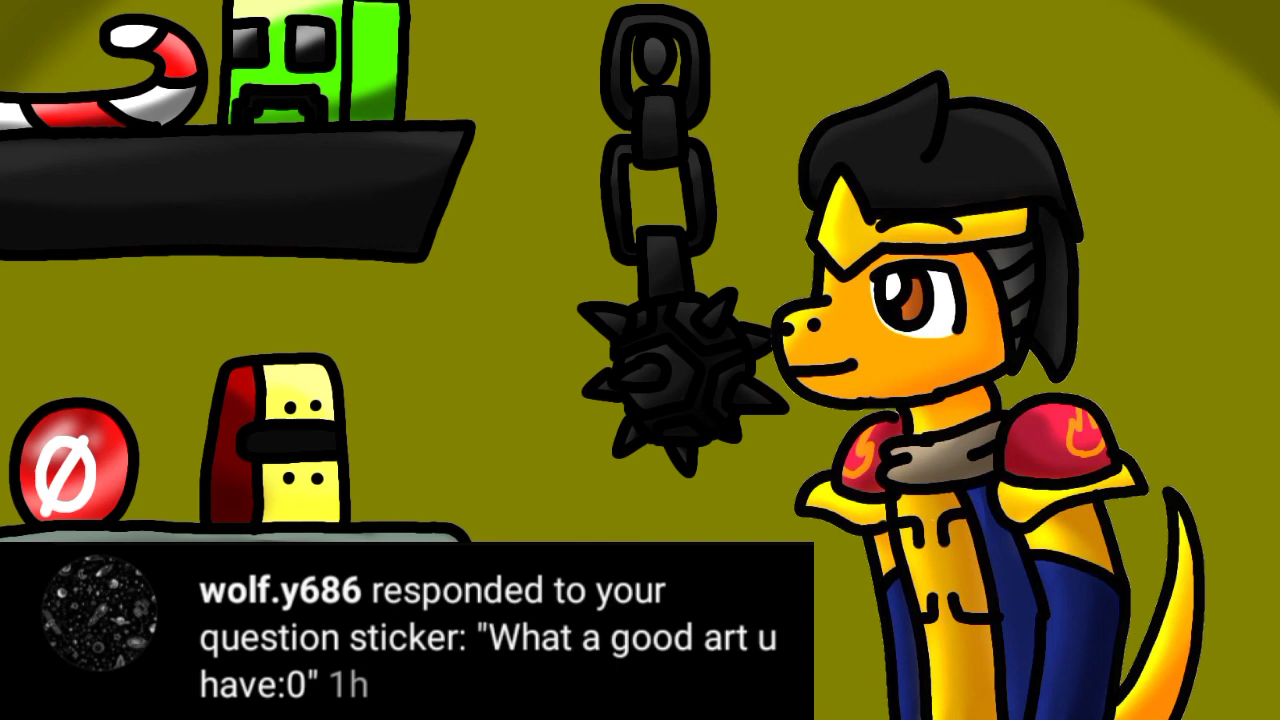 Ø
wolf.y686 responded to your
question sticker: "What a good art u
have:0" 1h